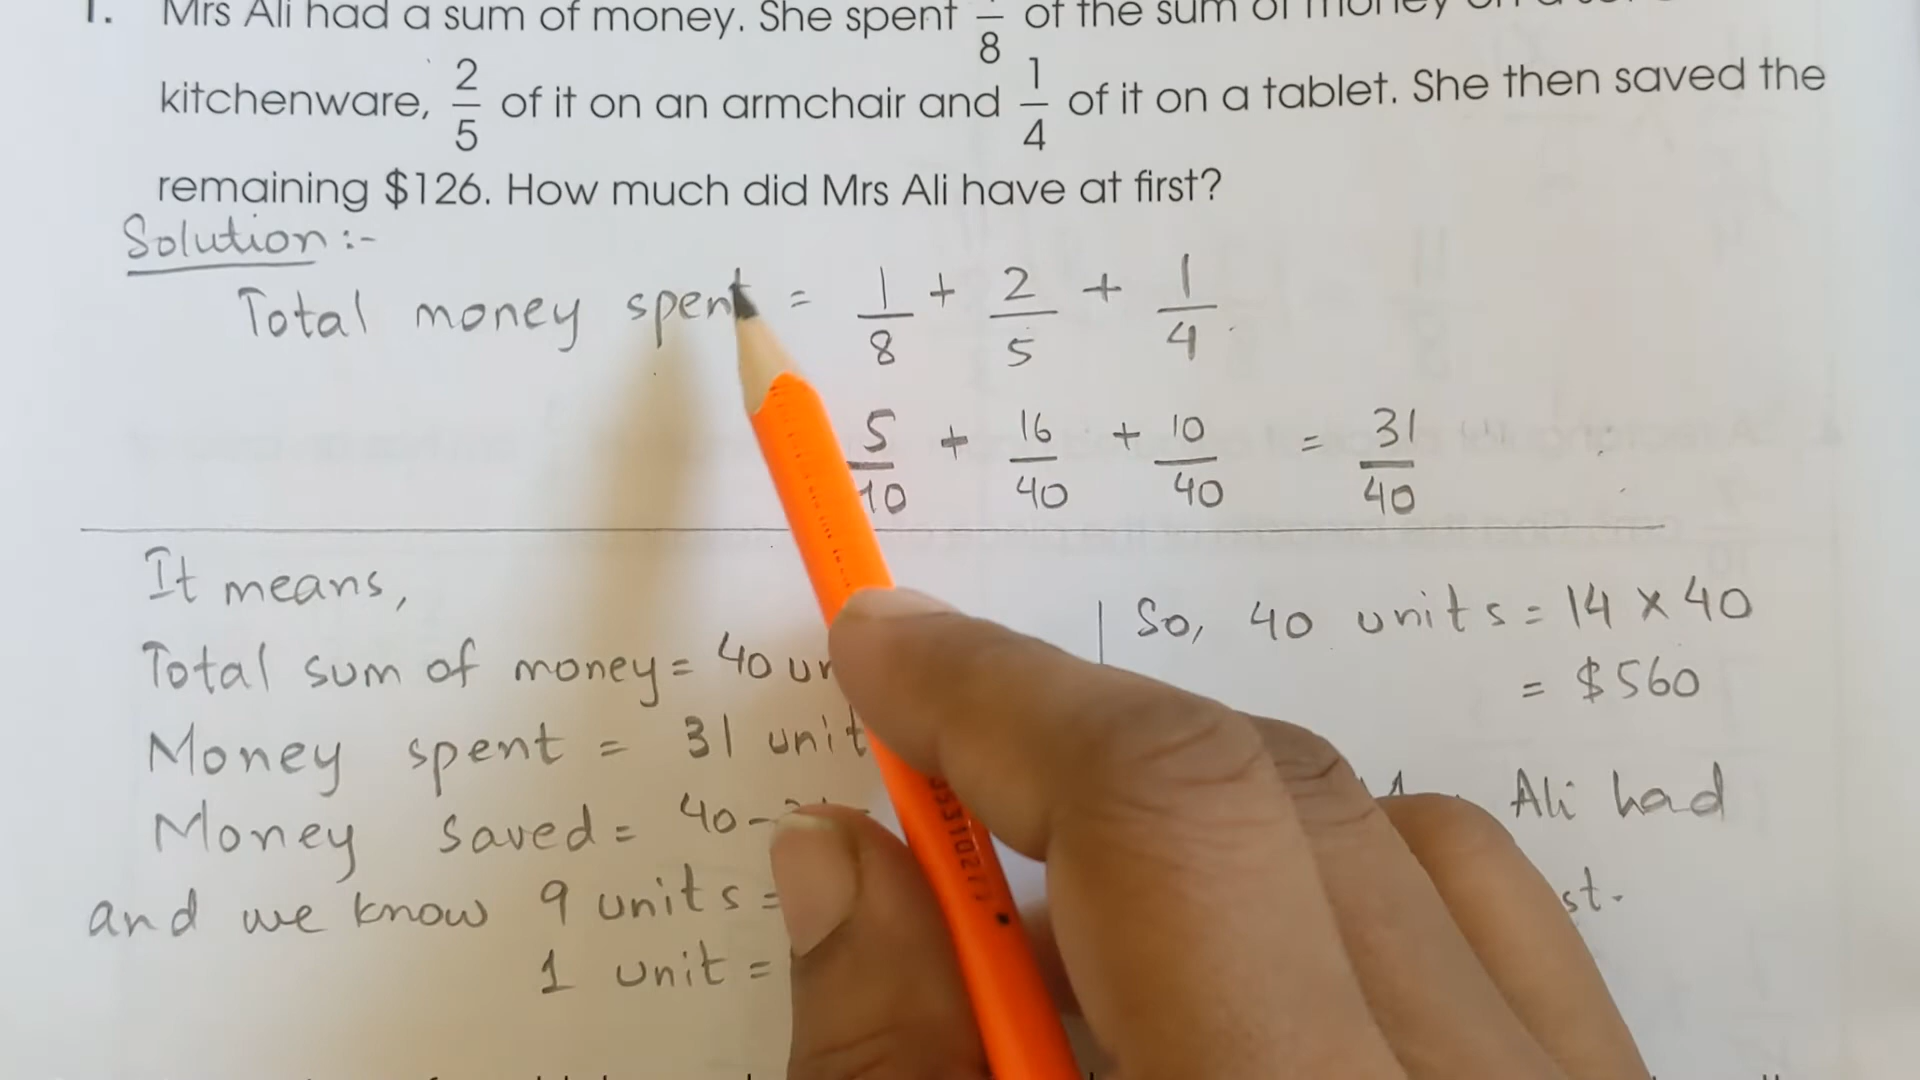 1. Mrs Ali had a sum of money. She spent /8 of the sum of money on a
kitchenware, 2/5 of it on an armchair and 1/4 of it on a tablet. She then saved the
remaining $126. How much did Mrs Ali have at first?
Solution :-
Total money spent = 1/8 + 2/5 + 1/4
5/10 + 16/40 + 10/40 = 31/40
It means,
Total sum of money = 40
Money spent = 31 unit
Money saved = 40 -
and we know 9 units =
1 unit =
So, 40 units = 14 x 40
= $560
Ali had
st.
35310277